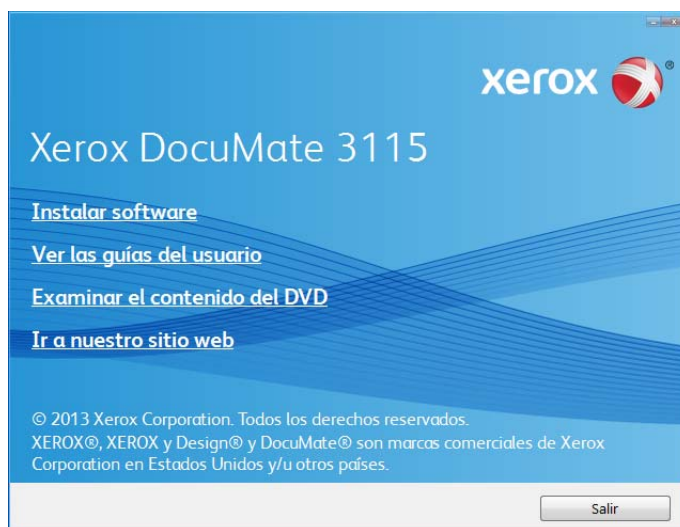 xerox ®
Xerox DocuMate 3115
Instalar software
Ver las guías del usuario
Examinar el contenido del DVD
Ir a nuestro sitio web
© 2013 Xerox Corporation. Todos los derechos reservados.
XEROX®, XEROX y Design® y DocuMate® son marcas comerciales de Xerox
Corporation en Estados Unidos y/u otros países.
Salir